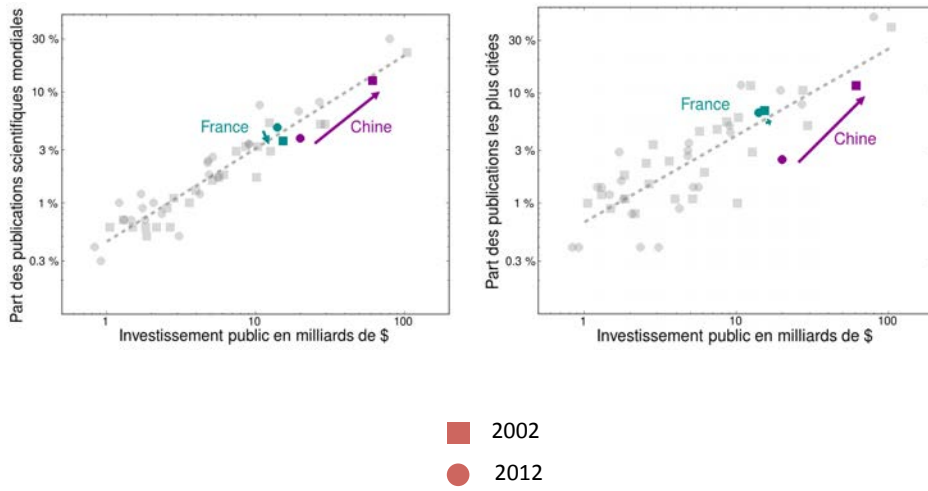 Part des publications scientifiques mondiales
30 %
10 %
3 %
1 %
0.3 %
France
Chine
1
10
100
Investissement public en milliards de $
Part des publications les plus citées
30 %
10 %
3 %
1 %
0.3 %
France
Chine
1
10
100
Investissement public en milliards de $
2002
2012